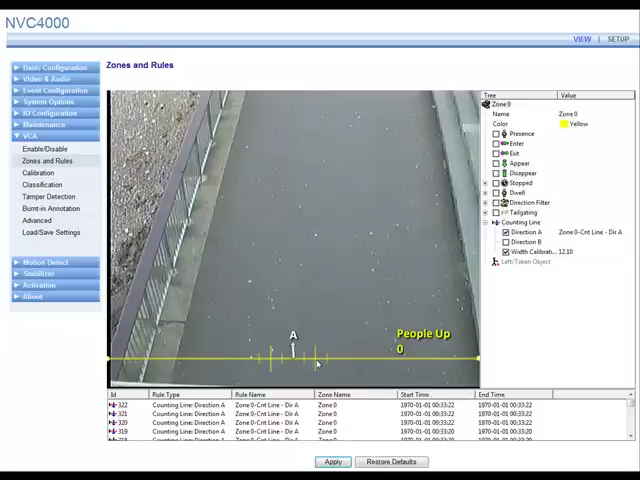 NVC4000
VIEW | SETUP
Basic Configuration
Video & Audio
Event Configuration
System Options
IO Configuration
Maintenance
VCA
Enable/Disable
Zones and Rules
Calibration
Classification
Tamper Detection
Burnt-in Annotation
Advanced
Load/Save Settings
Motion Detect
Stabilizer
Activation
About
Zones and Rules
A
People Up
0
Tree Value
Zone 0
Name Zone 0
Color Yellow
Presence
Enter
Exit
Appear
Disappear
Stopped
Dwell
Direction Filter
Tailgating
Counting Line
Direction A Zone 0-Cnt Line - Dir A
Direction B
Width Calibrati... 12,10
Left/Taken Object
Id Rule Type Rule Name Zone Name Start Time End Time
322 Counting Line: Direction A Zone 0-Cnt Line - Dir A Zone 0 1970-01-01 00:33:22 1970-01-01 00:33:22
321 Counting Line: Direction A Zone 0-Cnt Line - Dir A Zone 0 1970-01-01 00:33:22 1970-01-01 00:33:22
320 Counting Line: Direction A Zone 0-Cnt Line - Dir A Zone 0 1970-01-01 00:33:22 1970-01-01 00:33:22
319 Counting Line: Direction A Zone 0-Cnt Line - Dir A Zone 0 1970-01-01 00:33:20 1970-01-01 00:33:20
Apply Restore Defaults